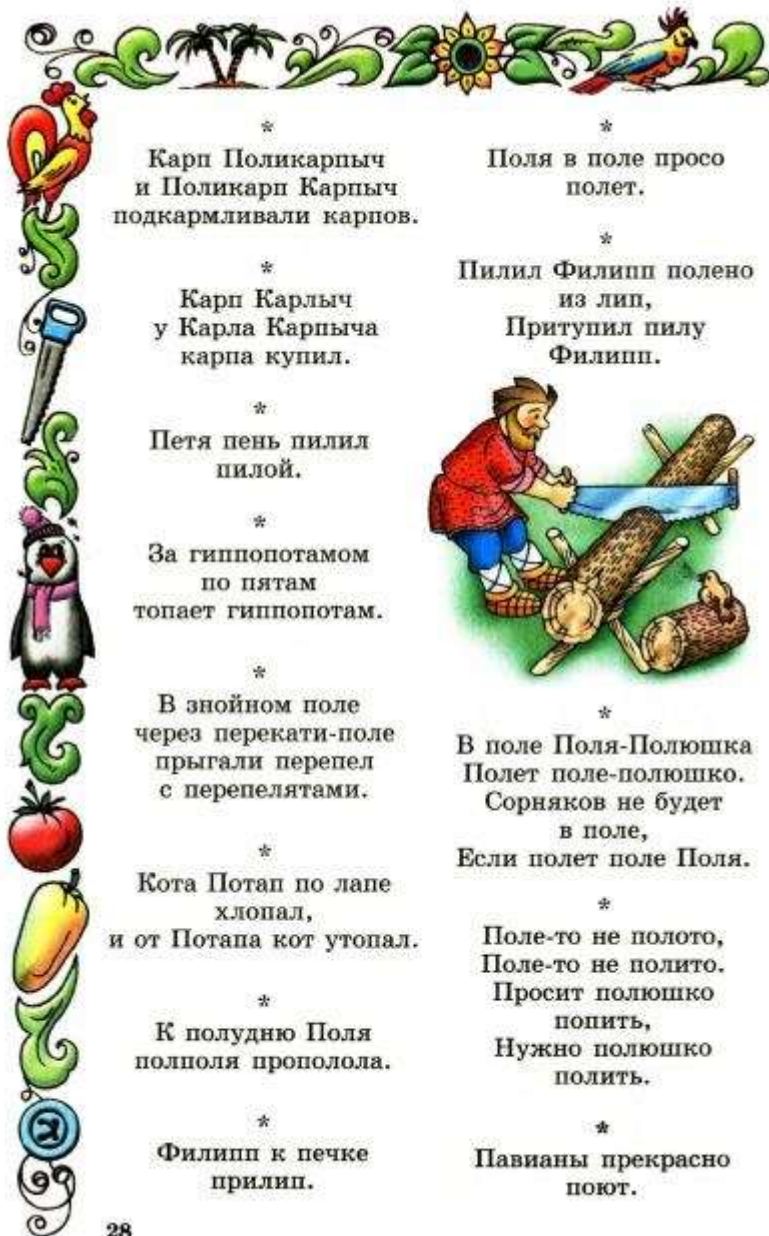 *
Карп Поликарпыч
и Поликарп Карпыч
подкармливали карпов.
*
Карп Карлыч
у Карла Карпыча
карпа купил.
*
Петя пень пилил
пилой.
*
За гиппопотамом
по пятам
топает гиппопотам.
*
В знойном поле
через перекати-поле
прыгали перепел
с перепелятами.
*
Кота Потап по лапе
хлопал,
и от Потапа кот утопал.
*
К полудню Поля
полполя прополола.
*
Филипп к печке
прилип.
*
Поля в поле просо
полет.
*
Пилил Филипп полено
из лип,
Притупил пилу
Филипп.
*
В поле Поля-Полюшка
Полет поле-полюшко.
Сорняков не будет
в поле,
Если полет поле Поля.
*
Поле-то не полото,
Поле-то не полито.
Просит полюшко
попить,
Нужно полюшко
полить.
*
Павианы прекрасно
поют.
28